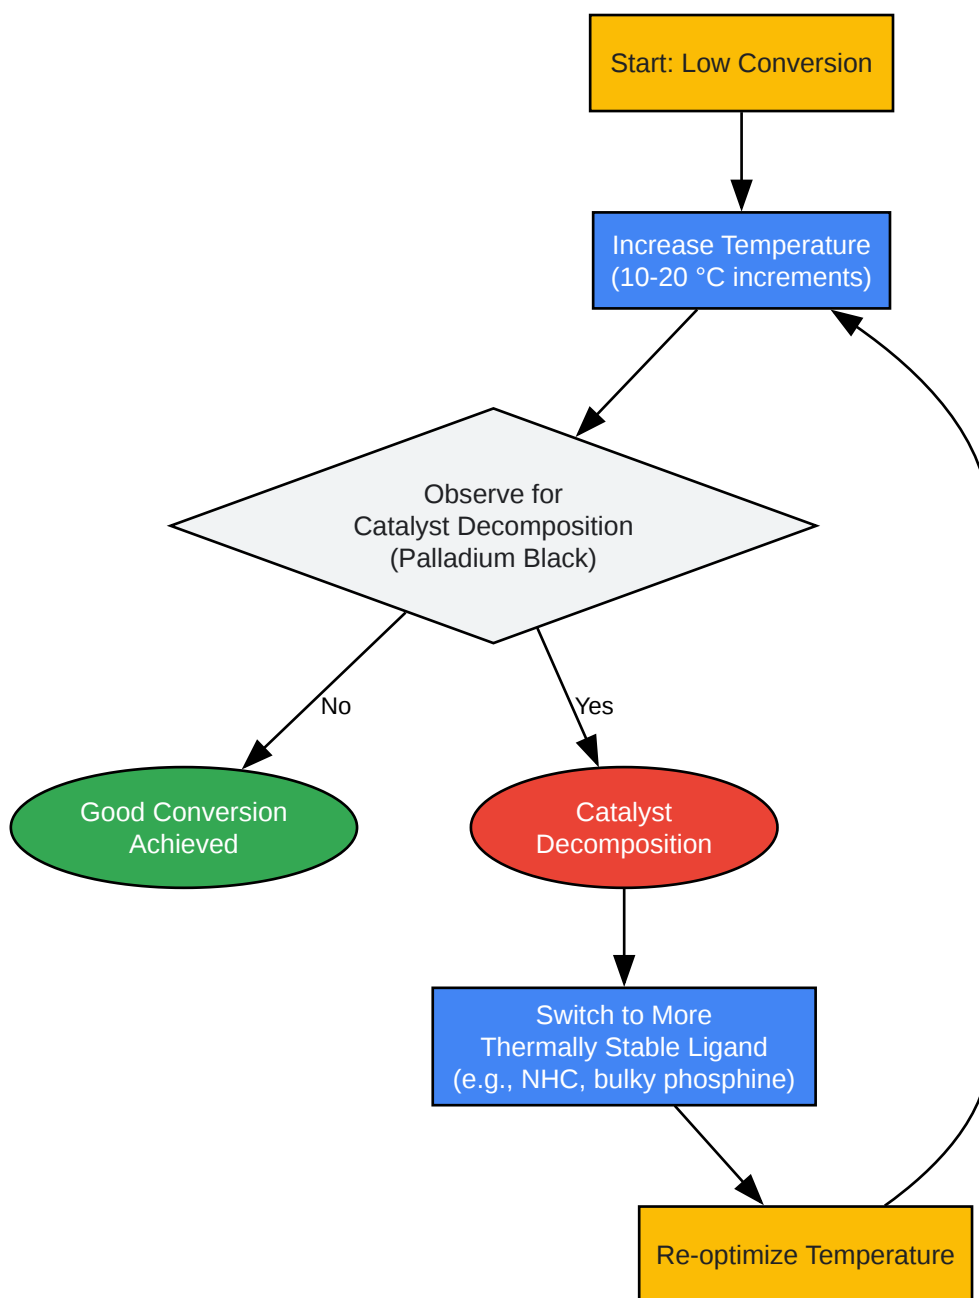 Start: Low Conversion
Increase Temperature
(10-20 °C increments)
Observe for
Catalyst Decomposition
(Palladium Black)
No
Yes
Good Conversion
Achieved
Catalyst
Decomposition
Switch to More
Thermally Stable Ligand
(e.g., NHC, bulky phosphine)
Re-optimize Temperature